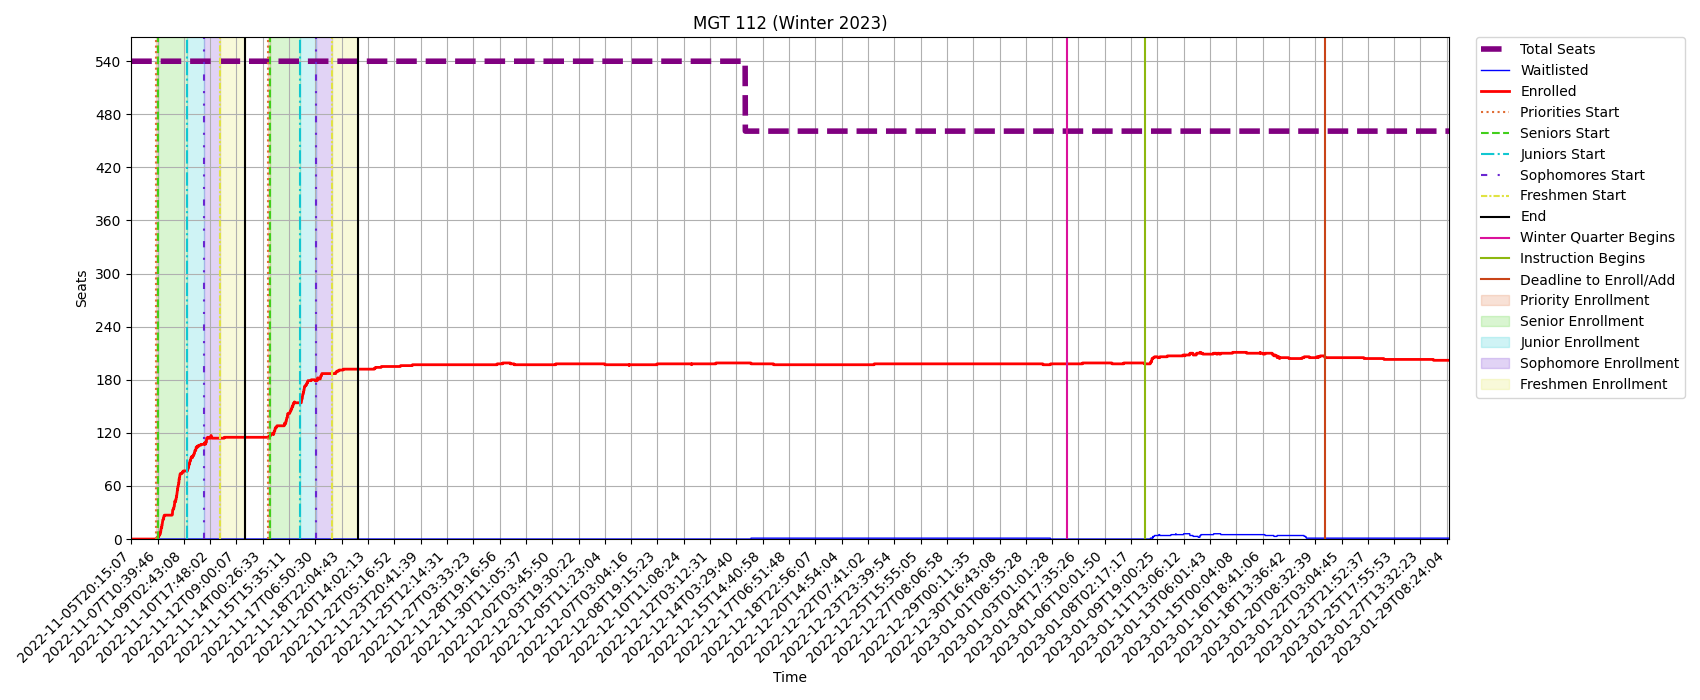 MGT 112 (Winter 2023)
Seats
540
480
420
360
300
240
180
120
60
0
2022-11-05T20:15:07
2022-11-07T10:39:46
2022-11-09T02:43:08
2022-11-10T17:48:02
2022-11-12T09:00:07
2022-11-14T00:26:33
2022-11-15T15:35:11
2022-11-17T06:50:30
2022-11-18T22:04:43
2022-11-20T14:02:13
2022-11-22T05:16:52
2022-11-23T20:41:39
2022-11-25T12:14:31
2022-11-27T03:33:23
2022-11-28T19:16:56
2022-11-30T11:05:37
2022-12-02T03:45:50
2022-12-03T19:30:22
2022-12-05T11:23:04
2022-12-07T03:04:16
2022-12-08T19:15:23
2022-12-10T11:08:24
2022-12-12T03:12:31
2022-12-14T03:29:40
2022-12-15T14:40:58
2022-12-17T06:51:48
2022-12-18T22:56:07
2022-12-20T14:54:04
2022-12-22T07:41:02
2022-12-23T23:39:54
2022-12-25T15:55:05
2022-12-27T08:06:58
2022-12-29T00:11:35
2022-12-30T16:43:08
2023-01-01T08:55:28
2023-01-03T01:01:28
2023-01-04T17:35:26
2023-01-06T10:01:50
2023-01-08T02:17:17
2023-01-09T19:00:25
2023-01-11T13:06:12
2023-01-13T06:01:43
2023-01-15T00:04:08
2023-01-16T18:41:06
2023-01-18T13:36:42
2023-01-20T08:32:39
2023-01-22T03:04:45
2023-01-23T21:52:37
2023-01-25T17:55:53
2023-01-27T13:32:23
2023-01-29T08:24:04
Time
Total Seats
Waitlisted
Enrolled
Priorities Start
Seniors Start
Juniors Start
Sophomores Start
Freshmen Start
End
Winter Quarter Begins
Instruction Begins
Deadline to Enroll/Add
Priority Enrollment
Senior Enrollment
Junior Enrollment
Sophomore Enrollment
Freshmen Enrollment